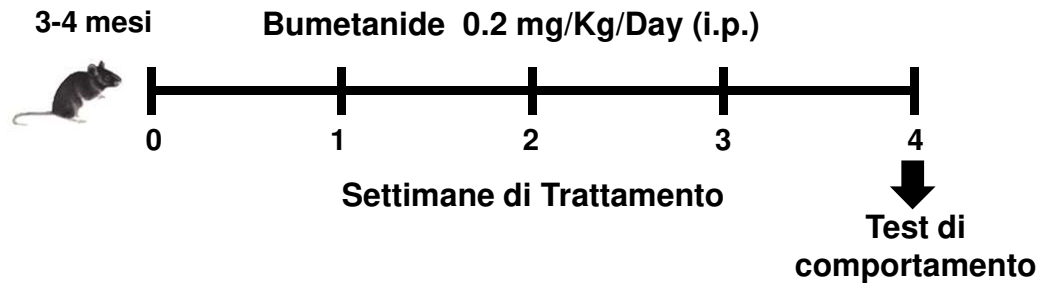 3-4 mesi
Bumetanide 0.2 mg/Kg/Day (i.p.)
0 1 2 3 4
Settimane di Trattamento
Test di
comportamento